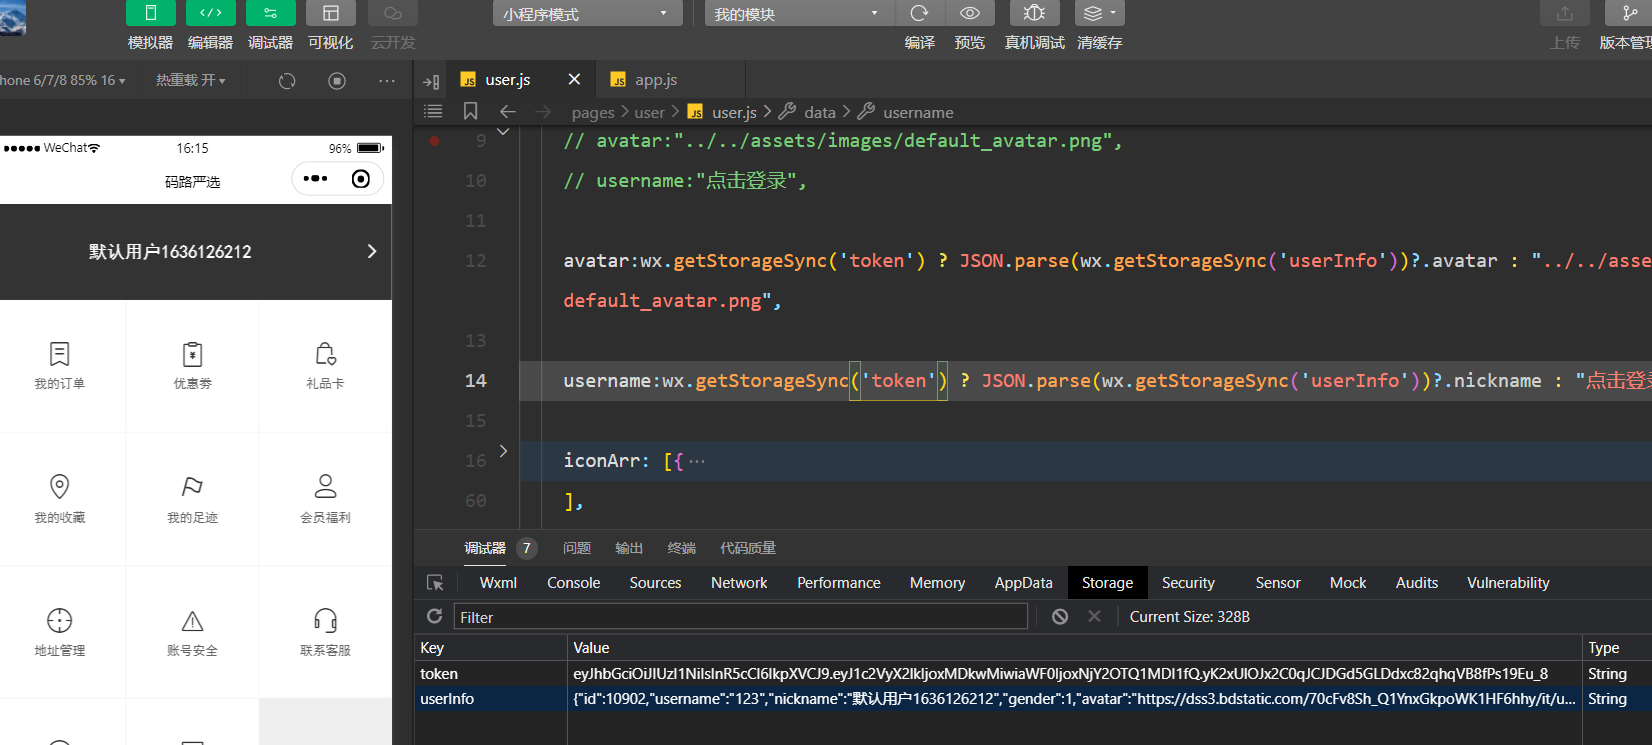 小程序模式
我的模块
模拟器 编辑器 调试器 可视化 云开发
编译 预览 真机调试 清缓存
上传 版本管理
hone 6/7/8 85% 16
热重载 开
user.js
app.js
pages > user > user.js > data > username
WeChat 16:15 96%
码路严选
默认用户1636126212
我的订单 优惠劵 礼品卡
我的收藏 我的足迹 会员福利
地址管理 账号安全 联系客服
9 // avatar:"../../assets/images/default_avatar.png",
10 // username:"点击登录",
11
12 avatar:wx.getStorageSync('token') ? JSON.parse(wx.getStorageSync('userInfo'))?.avatar : "../../asse
default_avatar.png",
13
14 username:wx.getStorageSync('token') ? JSON.parse(wx.getStorageSync('userInfo'))?.nickname : "点击登录
15
16 iconArr: [{ ···
60 ],
调试器 7 问题 输出 终端 代码质量
Wxml Console Sources Network Performance Memory AppData Storage Security Sensor Mock Audits Vulnerability
Filter
Current Size: 328B
Key Value Type
token String
userInfo {"id":10902,"username":"123","nickname":"默认用户1636126212","gender":1,"avatar":"https://dss3.bdstatic.com/70cFv8Sh_Q1YnxGkpoWK1HF6hhy/it/u... String